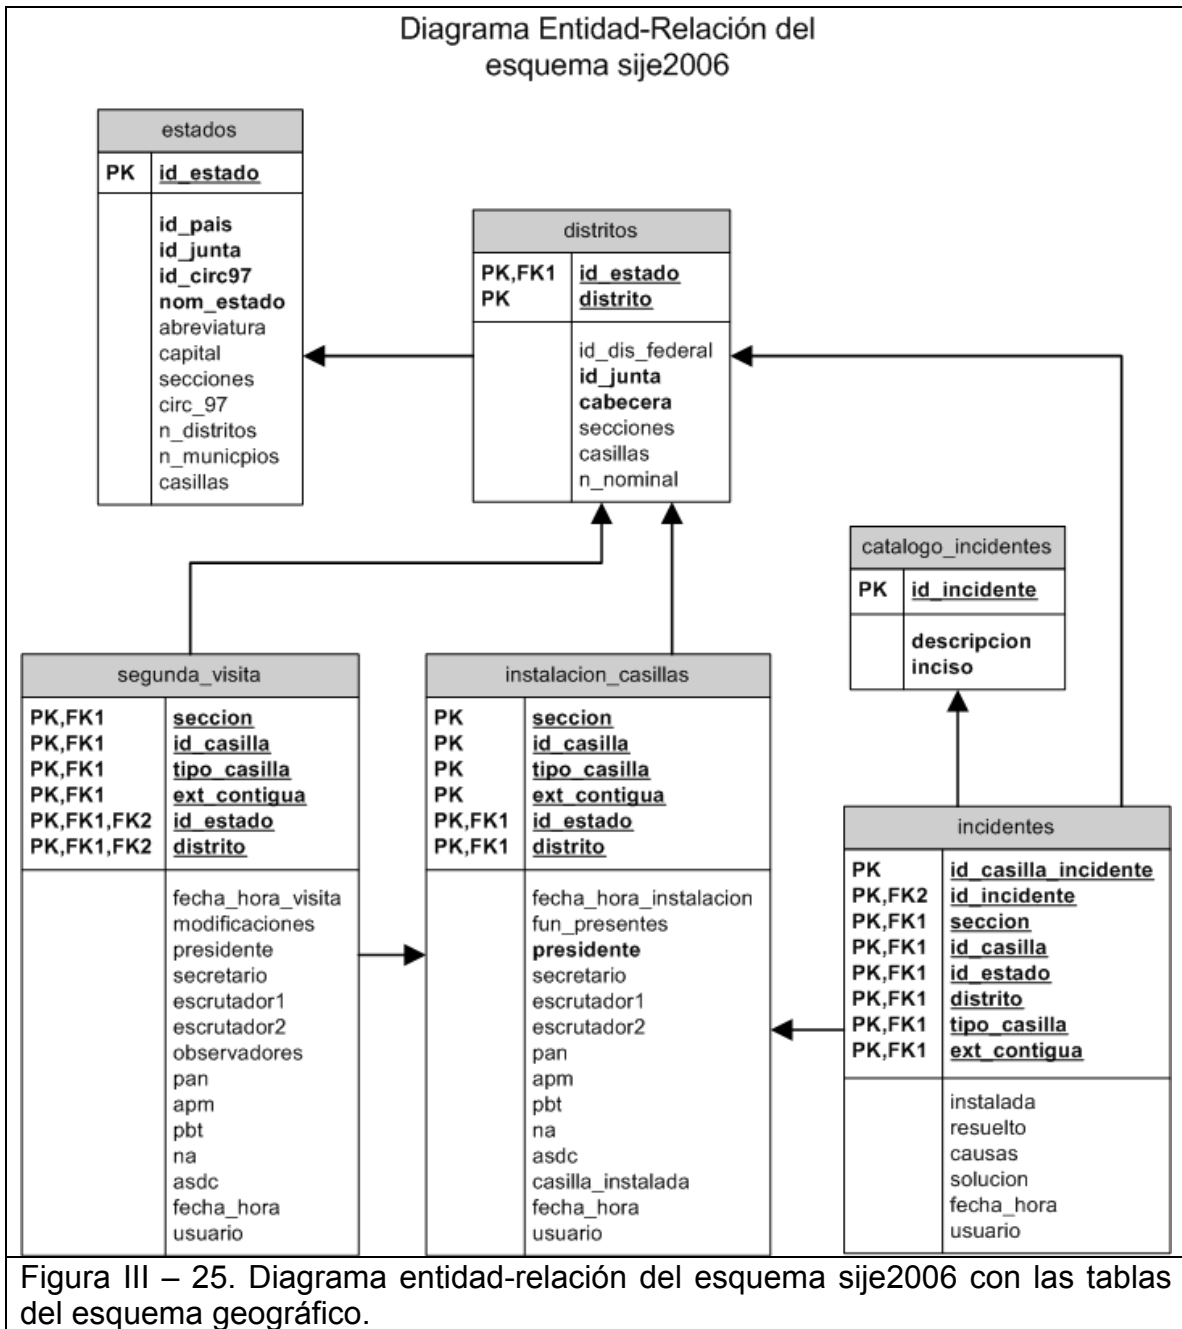 Diagrama Entidad-Relación del
esquema sije2006
estados
PK id_estado
id_pais
id_junta
id_circ97
nom_estado
abreviatura
capital
secciones
circ_97
n_distritos
n_municpios
casillas
distritos
PK,FK1 id_estado
PK distrito
id_dis_federal
id_junta
cabecera
secciones
casillas
n_nominal
catalogo_incidentes
PK id_incidente
descripcion
inciso
segunda_visita
PK,FK1 seccion
PK,FK1 id_casilla
PK,FK1 tipo_casilla
PK,FK1 ext_contigua
PK,FK1,FK2 id_estado
PK,FK1,FK2 distrito
fecha_hora_visita
modificaciones
presidente
secretario
escrutador1
escrutador2
observadores
pan
apm
pbt
na
asdc
fecha_hora
usuario
instalacion_casillas
PK seccion
PK id_casilla
PK tipo_casilla
PK ext_contigua
PK,FK1 id_estado
PK,FK1 distrito
fecha_hora_instalacion
fun_presentes
presidente
secretario
escrutador1
escrutador2
pan
apm
pbt
na
asdc
casilla_instalada
fecha_hora
usuario
incidentes
PK id_casilla_incidente
PK,FK2 id_incidente
PK,FK1 seccion
PK,FK1 id_casilla
PK,FK1 id_estado
PK,FK1 distrito
PK,FK1 tipo_casilla
PK,FK1 ext_contigua
instalada
resuelto
causas
solucion
fecha_hora
usuario
Figura III – 25. Diagrama entidad-relación del esquema sije2006 con las tablas
del esquema geográfico.